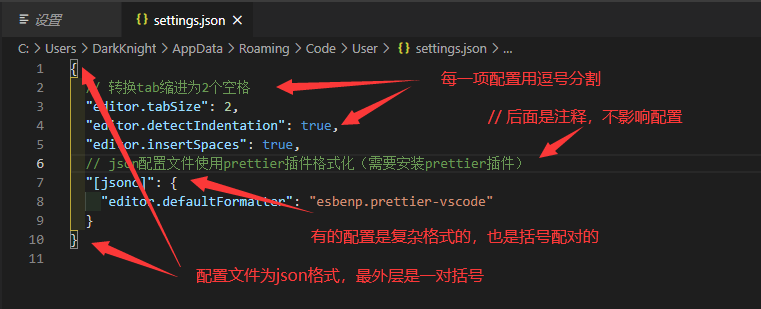 设置
{} settings.json ×
C: > Users > DarkKnight > AppData > Roaming > Code > User > {} settings.json > ...
1 {
2 // 转换tab缩进为2个空格
每一项配置用逗号分割
3 "editor.tabSize": 2,
4 "editor.detectIndentation": true,
// 后面是注释，不影响配置
5 "editor.insertSpaces": true,
6 // json配置文件使用prettier插件格式化（需要安装prettier插件）
7 "[jsonc]": {
8 "editor.defaultFormatter": "esbenp.prettier-vscode"
9 }
有的配置是复杂格式的，也是括号配对的
10 }
11
配置文件为json格式，最外层是一对括号